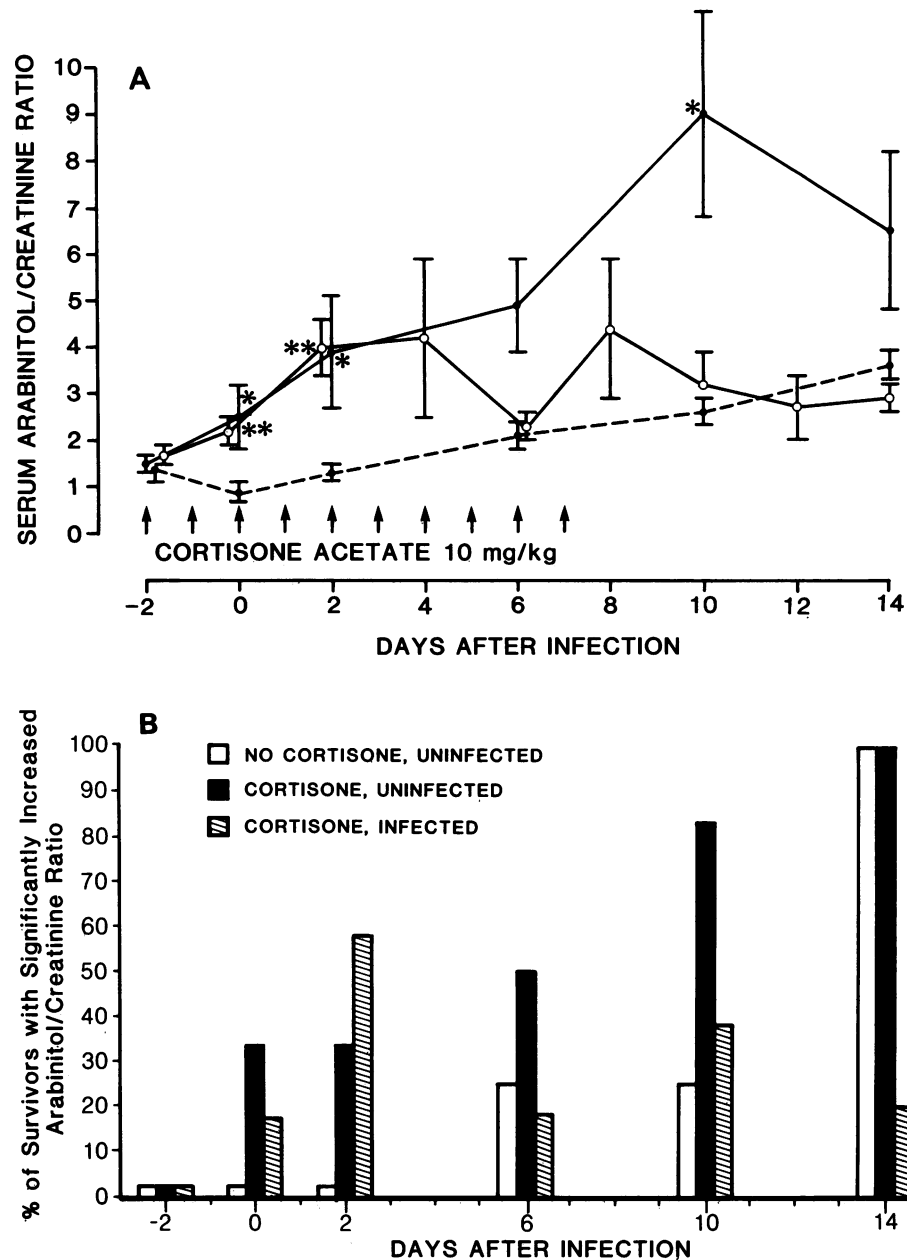 A
SERUM ARABINITOL/CREATININE RATIO
10
9
8
7
6
5
4
3
2
1
0
*
**
*
**
*
CORTISONE ACETATE 10 mg/kg
-2 0 2 4 6 8 10 12 14
DAYS AFTER INFECTION
B
% of Survivors with Significantly Increased
Arabinitol/Creatinine Ratio
100
90
80
70
60
50
40
30
20
10
0
NO CORTISONE, UNINFECTED
CORTISONE, UNINFECTED
CORTISONE, INFECTED
-2 0 2 6 10 14
DAYS AFTER INFECTION